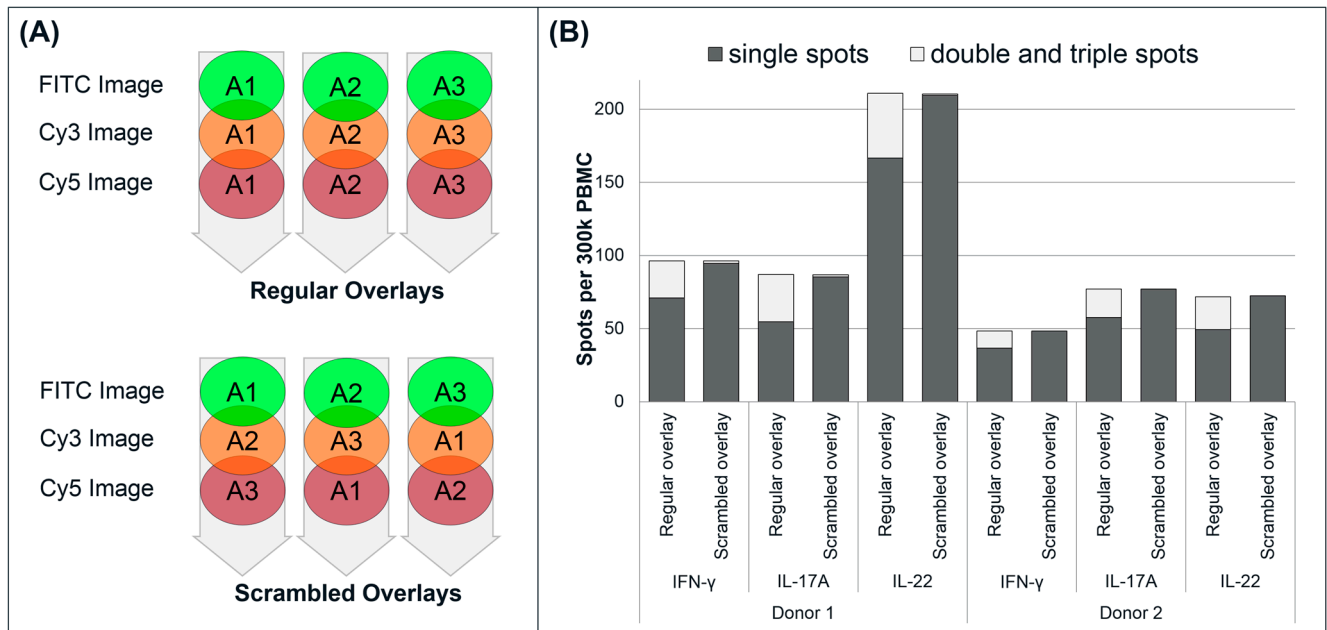 (A)
FITC Image A1 A2 A3
Cy3 Image A1 A2 A3
Cy5 Image A1 A2 A3
Regular Overlays
FITC Image A1 A2 A3
Cy3 Image A2 A3 A1
Cy5 Image A3 A1 A2
Scrambled Overlays
(B)
single spots double and triple spots
Spots per 300k PBMC
200
150
100
50
0
Regular overlay
Scrambled overlay
Regular overlay
Scrambled overlay
Regular overlay
Scrambled overlay
Regular overlay
Scrambled overlay
Regular overlay
Scrambled overlay
Regular overlay
Scrambled overlay
IFN-γ IL-17A IL-22 IFN-γ IL-17A IL-22
Donor 1 Donor 2